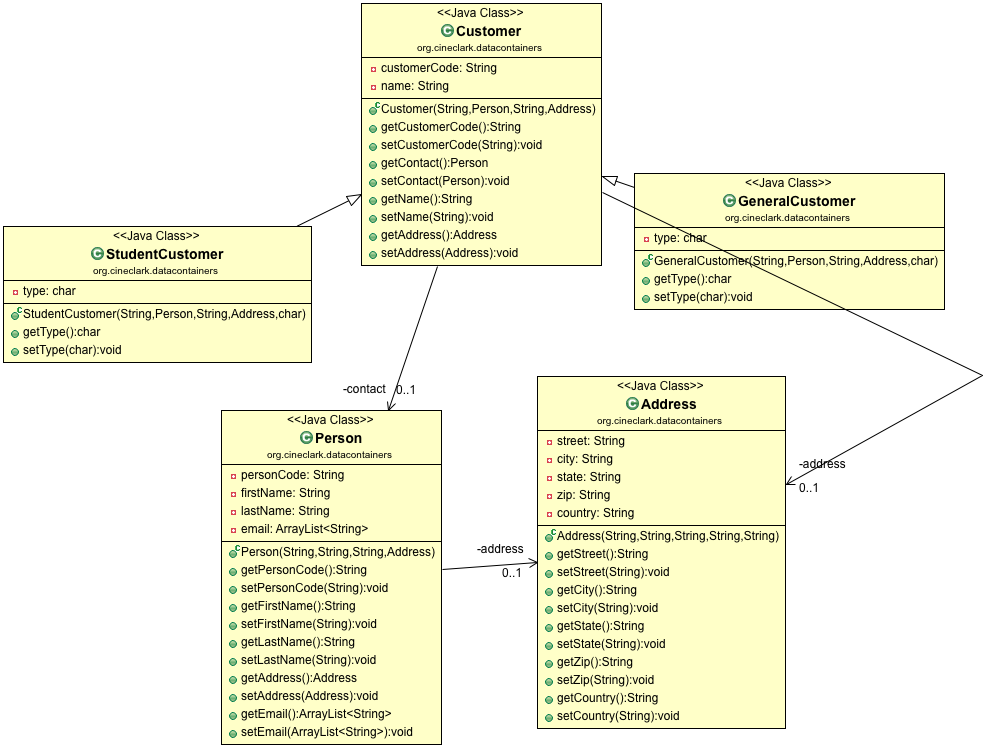 <<Java Class>>
Customer
org.cineclark.datacontainers
customerCode: String
name: String
Customer(String,Person,String,Address)
getCustomerCode():String
setCustomerCode(String):void
getContact():Person
setContact(Person):void
getName():String
setName(String):void
getAddress():Address
setAddress(Address):void
<<Java Class>>
GeneralCustomer
org.cineclark.datacontainers
type: char
GeneralCustomer(String,Person,String,Address,char)
getType():char
setType(char):void
<<Java Class>>
StudentCustomer
org.cineclark.datacontainers
type: char
StudentCustomer(String,Person,String,Address,char)
getType():char
setType(char):void
-contact 0..1
<<Java Class>>
Person
org.cineclark.datacontainers
personCode: String
firstName: String
lastName: String
email: ArrayList<String>
Person(String,String,String,Address)
getPersonCode():String
setPersonCode(String):void
getFirstName():String
setFirstName(String):void
getLastName():String
setLastName(String):void
getAddress():Address
setAddress(Address):void
getEmail():ArrayList<String>
setEmail(ArrayList<String>):void
-address
0..1
<<Java Class>>
Address
org.cineclark.datacontainers
street: String
city: String
state: String
zip: String
country: String
Address(String,String,String,String,String)
getStreet():String
setStreet(String):void
getCity():String
setCity(String):void
getState():String
setState(String):void
getZip():String
setZip(String):void
getCountry():String
setCountry(String):void
-address
0..1